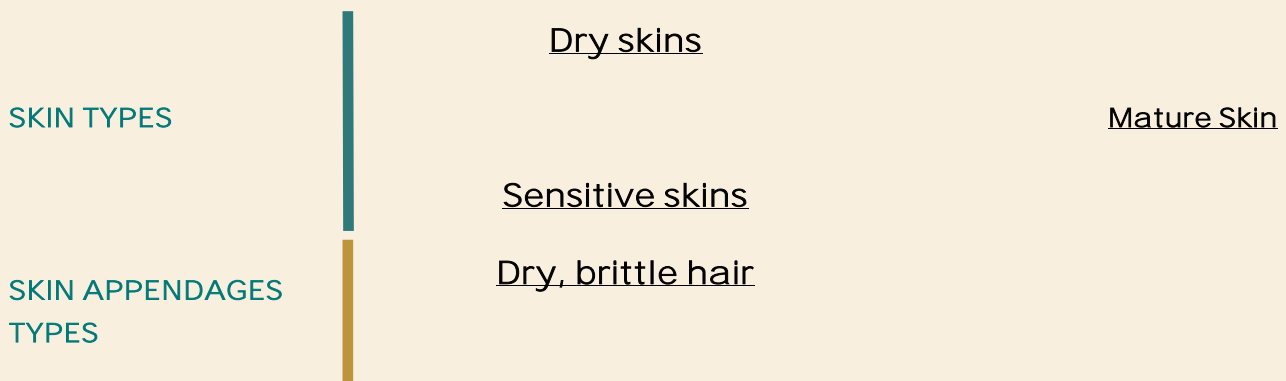 Dry skins
SKIN TYPES
Mature Skin
Sensitive skins
Dry, brittle hair
SKIN APPENDAGES
TYPES